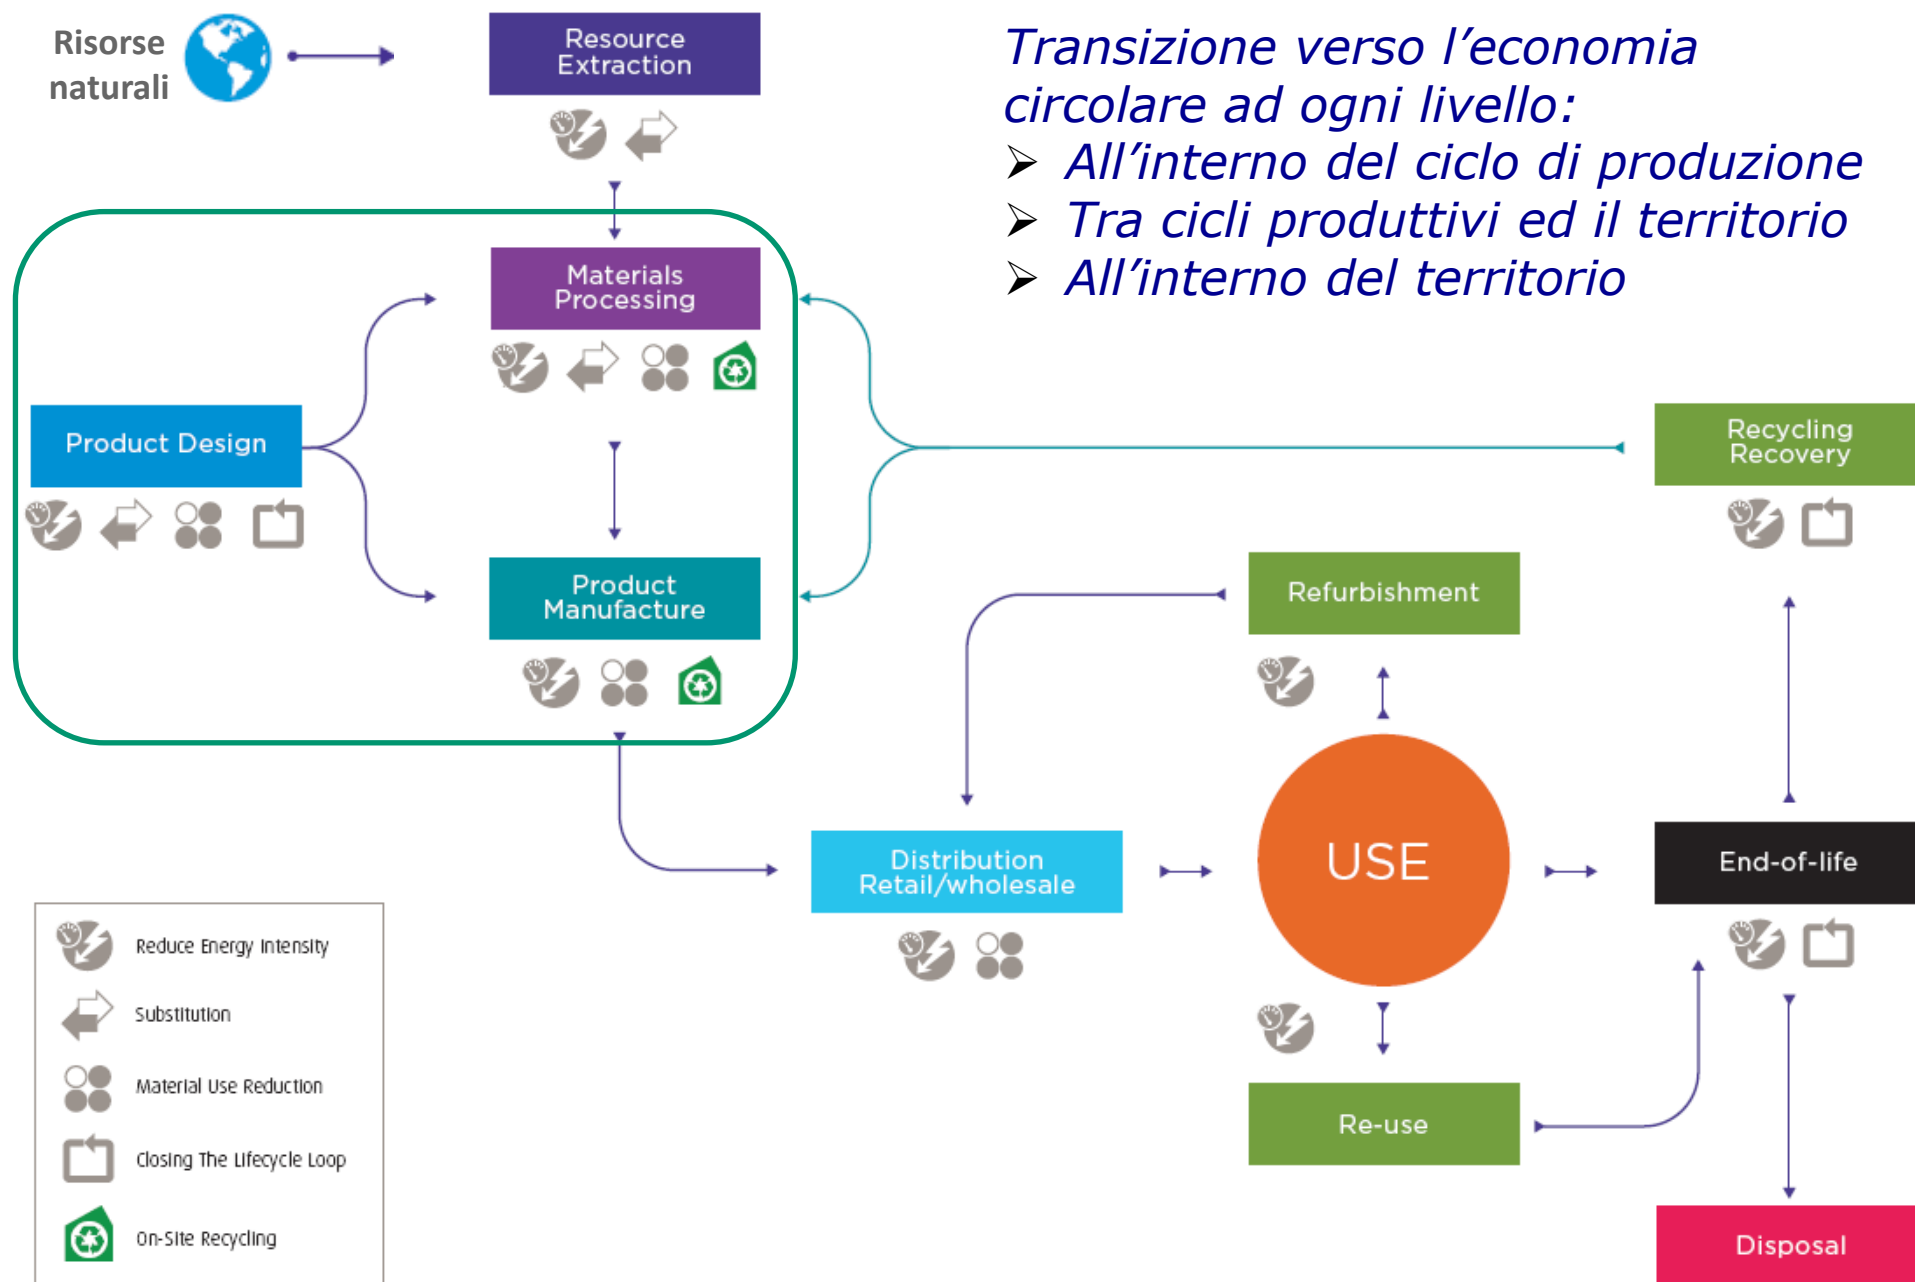 Risorse
naturali
Resource
Extraction
Transizione verso l’economia
circolare ad ogni livello:
➢ All’interno del ciclo di produzione
➢ Tra cicli produttivi ed il territorio
➢ All’interno del territorio
Materials
Processing
Product Design
Recycling
Recovery
Product
Manufacture
Refurbishment
Distribution
Retail/wholesale
USE
End-of-life
Re-use
Disposal
Reduce Energy Intensity
Substitution
Material Use Reduction
Closing The Lifecycle Loop
On-Site Recycling